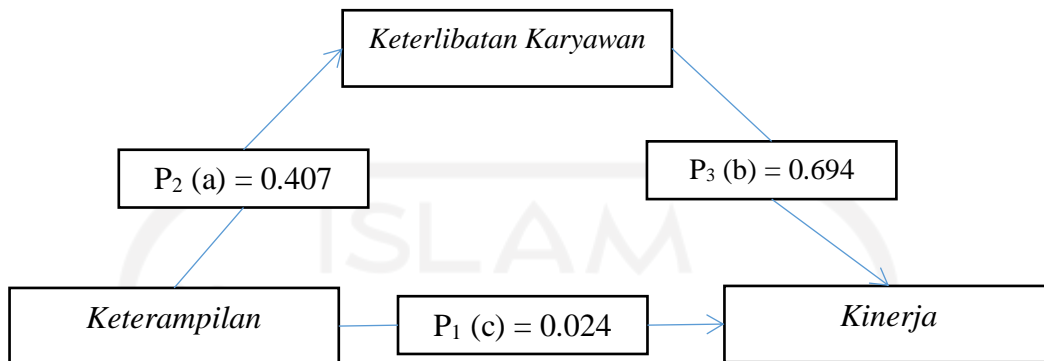 Keterlibatan Karyawan
P₂ (a) = 0.407
P₃ (b) = 0.694
ISLAM
Keterampilan
P₁ (c) = 0.024
Kinerja